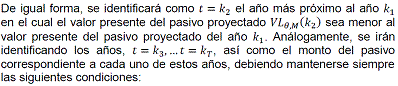 De igual forma, se identificará como t = k₂ el año más próximo al año k₁
en el cual el valor presente del pasivo proyectado VL_{θ,M}(k₂) sea menor al
valor presente del pasivo proyectado del año k₁. Análogamente, se irán
identificando los años, t = k₃, … t = k_T, así como el monto del pasivo
correspondiente a cada uno de estos años, debiendo mantenerse siempre
las siguientes condiciones: